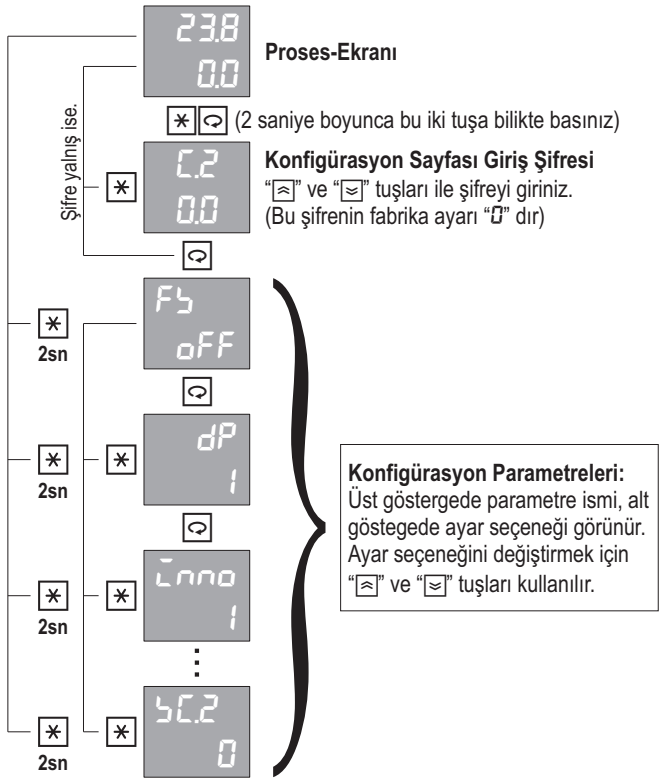 23.8
0.0
Proses-Ekranı
(2 saniye boyunca bu iki tuşa bilikte basınız)
Şifre yalnış ise.
C.2
0.0
Konfigürasyon Sayfası Giriş Şifresi
“” ve “” tuşları ile şifreyi giriniz.
(Bu şifrenin fabrika ayarı “0” dır)
FS
oFF
2sn
dP
1
2sn
Konfigürasyon Parametreleri:
Üst göstergede parametre ismi, alt
göstegede ayar seçeneği görünür.
Ayar seçeneğini değiştirmek için
“” ve “” tuşları kullanılır.
inno
1
2sn
SC.2
0
2sn